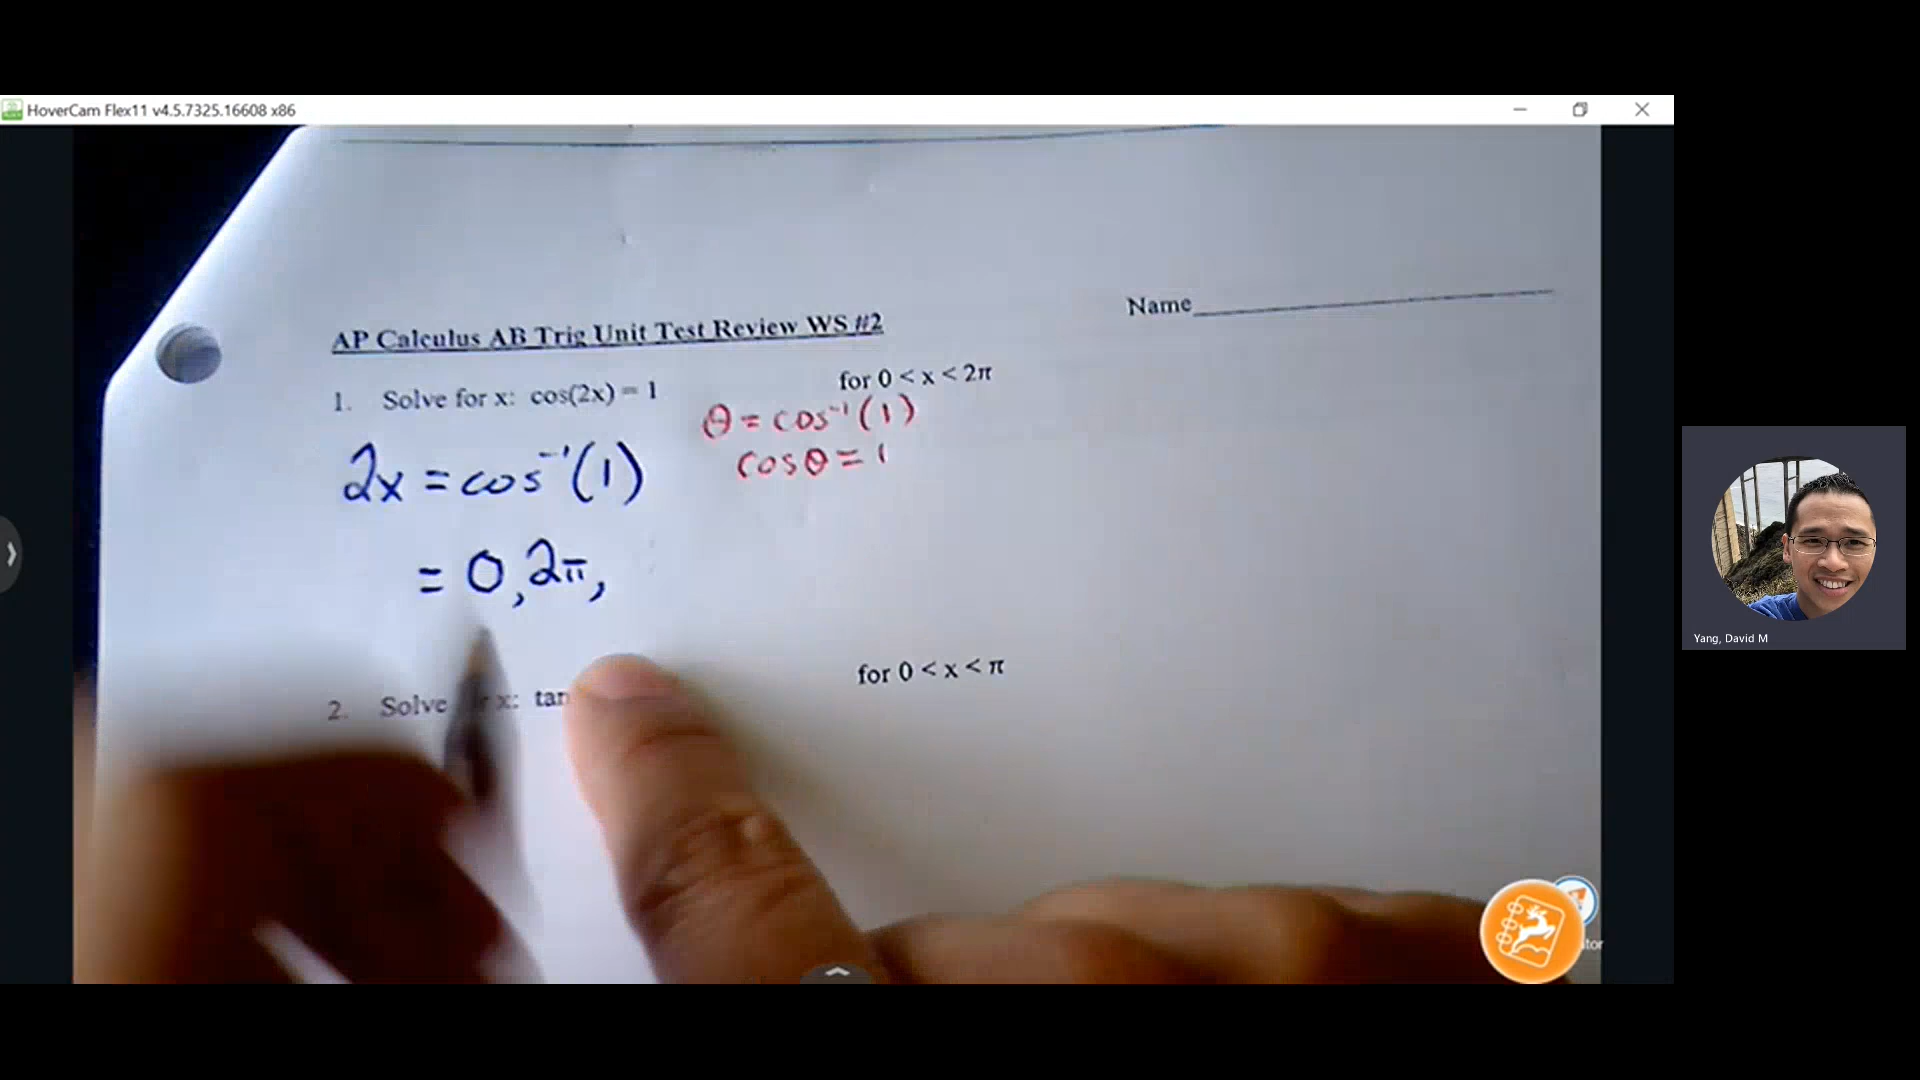 HoverCam Flex11 v4.5.7325.16608 x86
Name
AP Calculus AB Trig Unit Test Review WS #2
1. Solve for x: cos(2x) = 1 for 0 < x < 2π
θ = cos⁻¹(1)
cosθ = 1
2x = cos⁻¹(1)
= 0, 2π,
2. Solve x: tan for 0 < x < π
Yang, David M